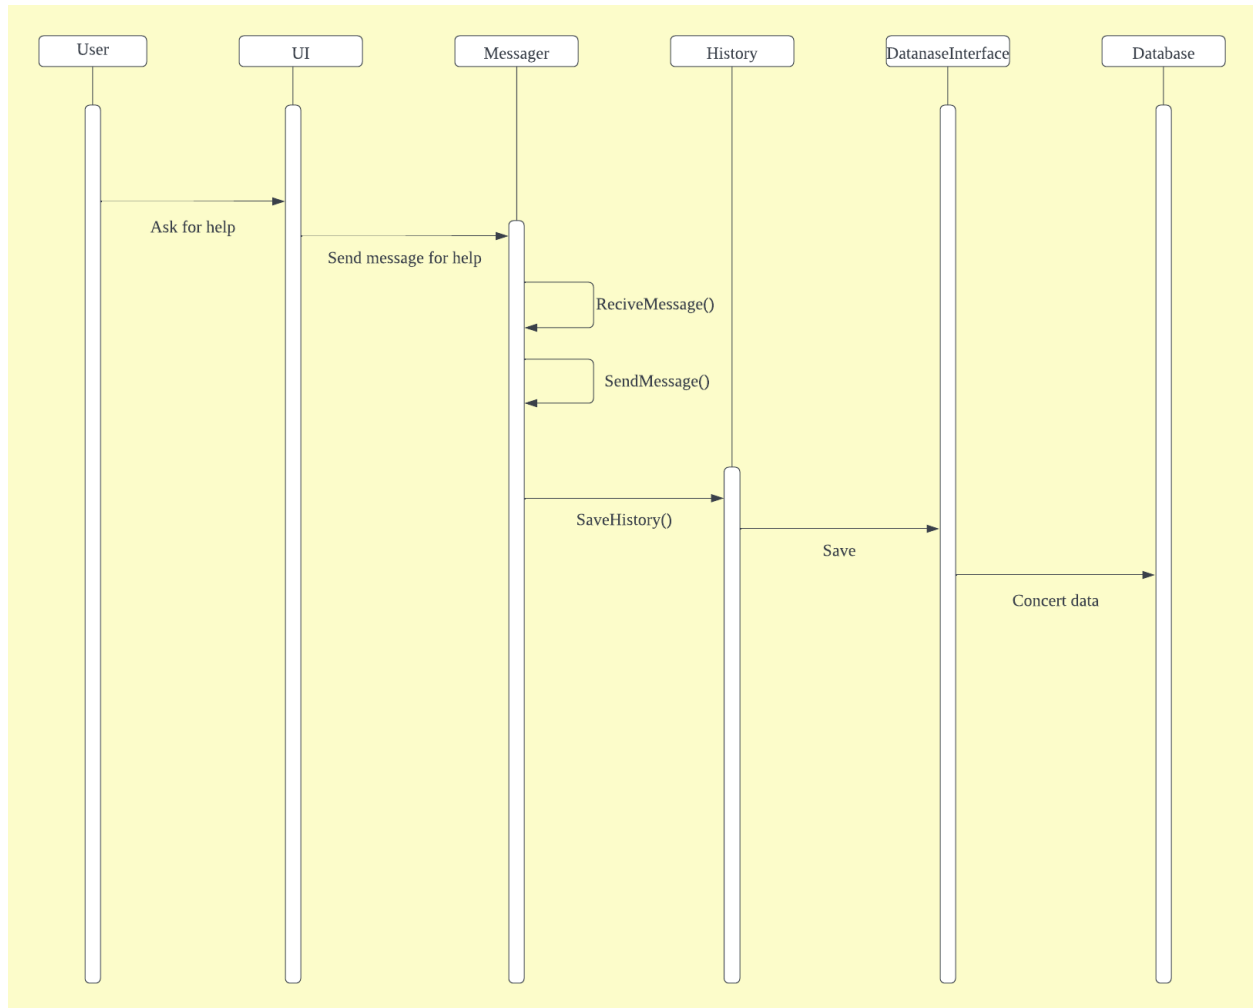 User
UI
Messager
History
DatanaseInterface
Database
Ask for help
Send message for help
ReciveMessage()
SendMessage()
SaveHistory()
Save
Concert data